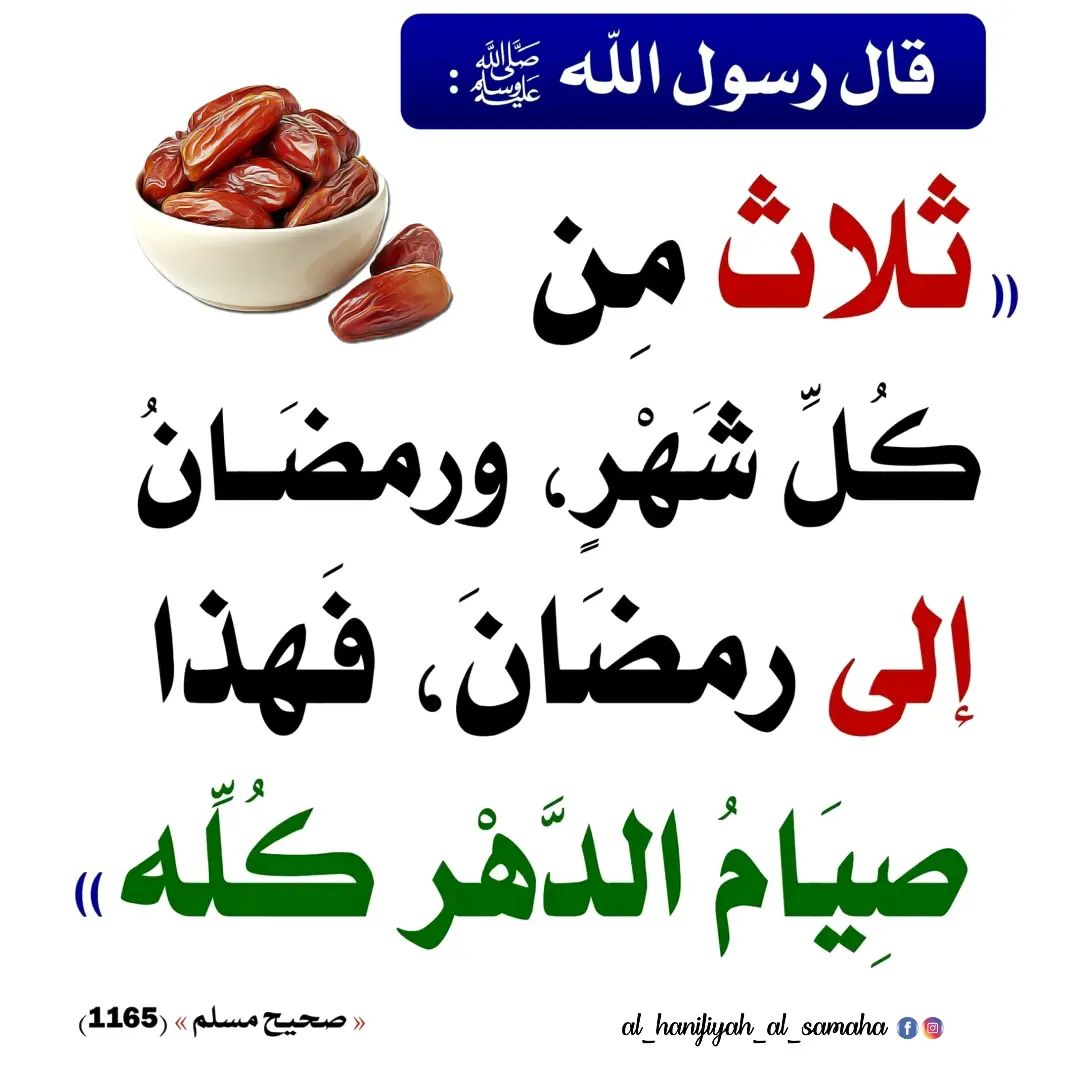 قال رسول الله ﷺ :
(( ثلاث مِن
كُلِّ شَهْرٍ، ورمضَـانُ
إلى رمضَانَ، فَهذا
صِيَامُ الدَّهْر كُلِّه ))
« صحيح مسلم » (1165)
al_hanifiyah_al_samaha